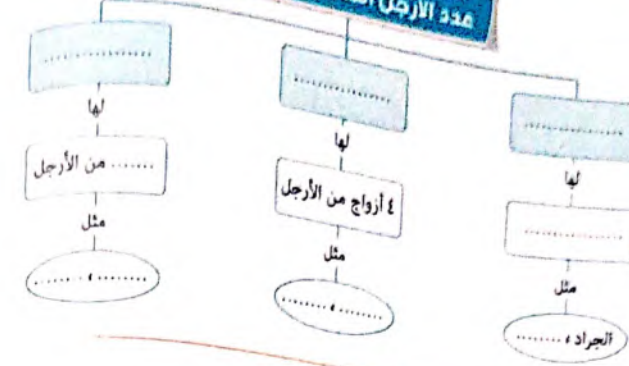 عدد الأرجل
....................
....................
....................
لها
لها
لها
....................
٤ أزواج من الأرجل
....... من الأرجل
مثل
مثل
مثل
الجراد ، ........
........ ، ........
........ ، ........